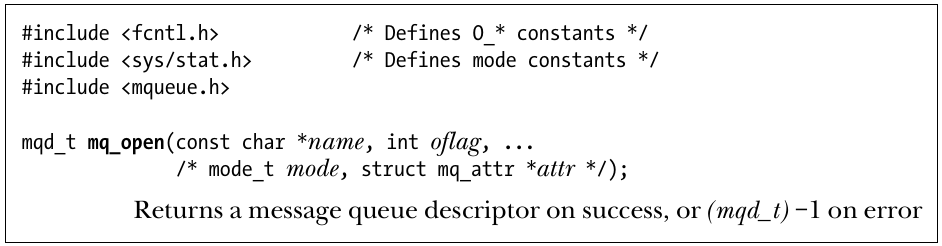 #include <fcntl.h> /* Defines O_* constants */
#include <sys/stat.h> /* Defines mode constants */
#include <mqueue.h>
mqd_t mq_open(const char *name, int oflag, ...
/* mode_t mode, struct mq_attr *attr */);
Returns a message queue descriptor on success, or (mqd_t) –1 on error